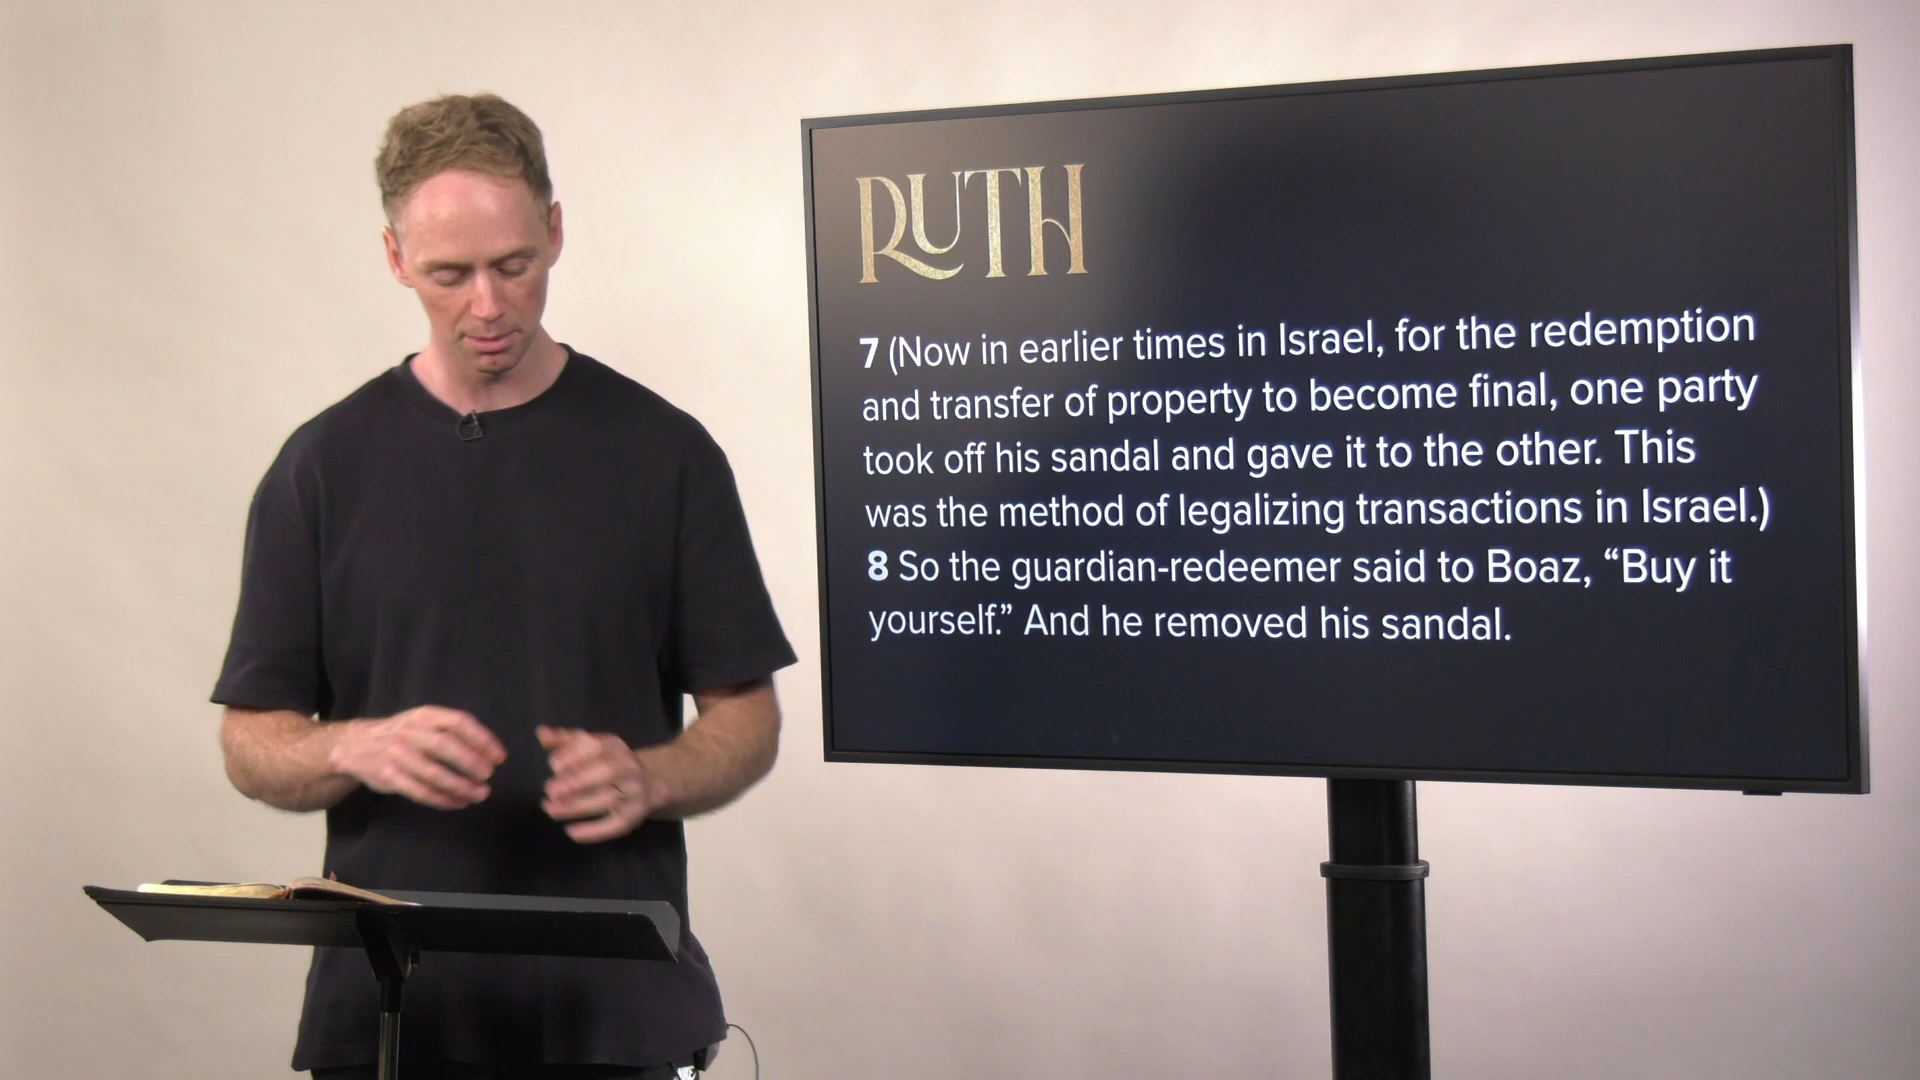 RUTH
7 (Now in earlier times in Israel, for the redemption
and transfer of property to become final, one party
took off his sandal and gave it to the other. This
was the method of legalizing transactions in Israel.)
8 So the guardian-redeemer said to Boaz, “Buy it
yourself.” And he removed his sandal.